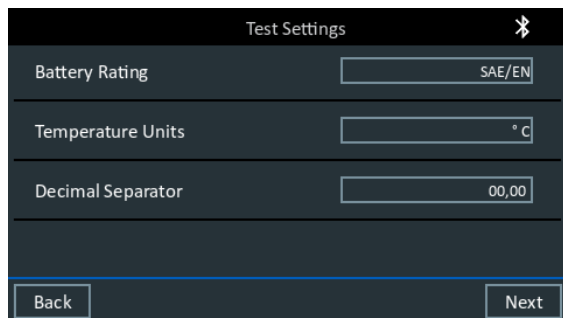 Test Settings
Battery Rating SAE/EN
Temperature Units ° C
Decimal Separator 00,00
Back Next